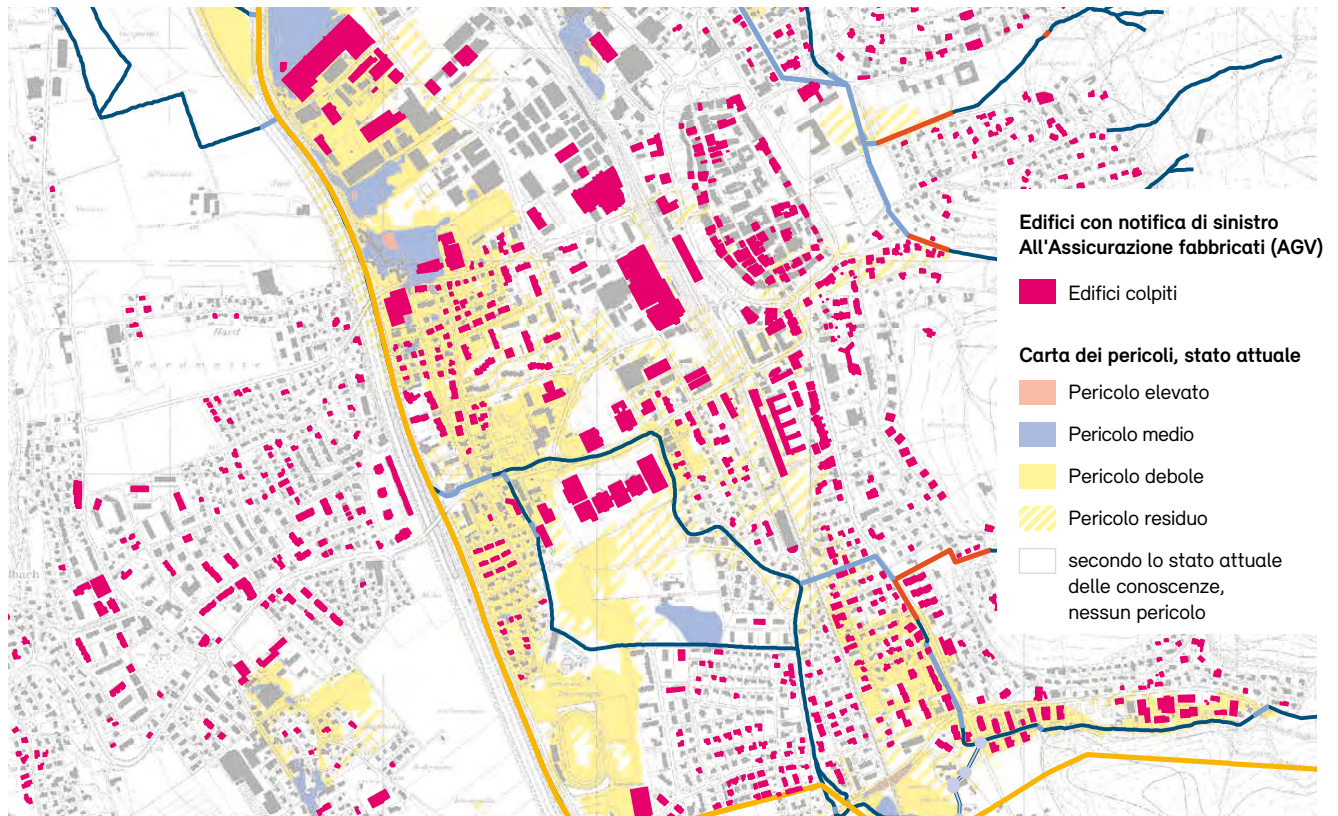 Edifici con notifica di sinistro
All'Assicurazione fabbricati (AGV)
Edifici colpiti
Carta dei pericoli, stato attuale
Pericolo elevato
Pericolo medio
Pericolo debole
Pericolo residuo
secondo lo stato attuale
delle conoscenze,
nessun pericolo